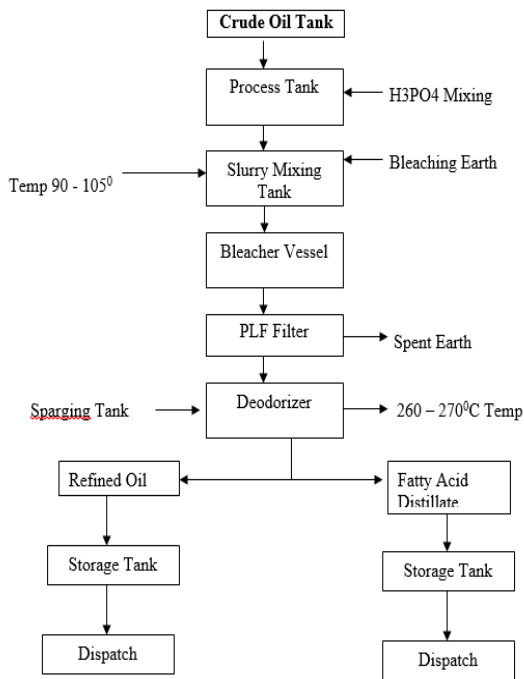 Crude Oil Tank
Process Tank
H3PO4 Mixing
Bleaching Earth
Temp 90 - 105⁰
Slurry Mixing
Tank
Bleacher Vessel
PLF Filter
Spent Earth
Deodorizer
Sparging Tank
260 – 270⁰C Temp
Refined Oil
Fatty Acid
Distillate
Storage Tank
Storage Tank
Dispatch
Dispatch